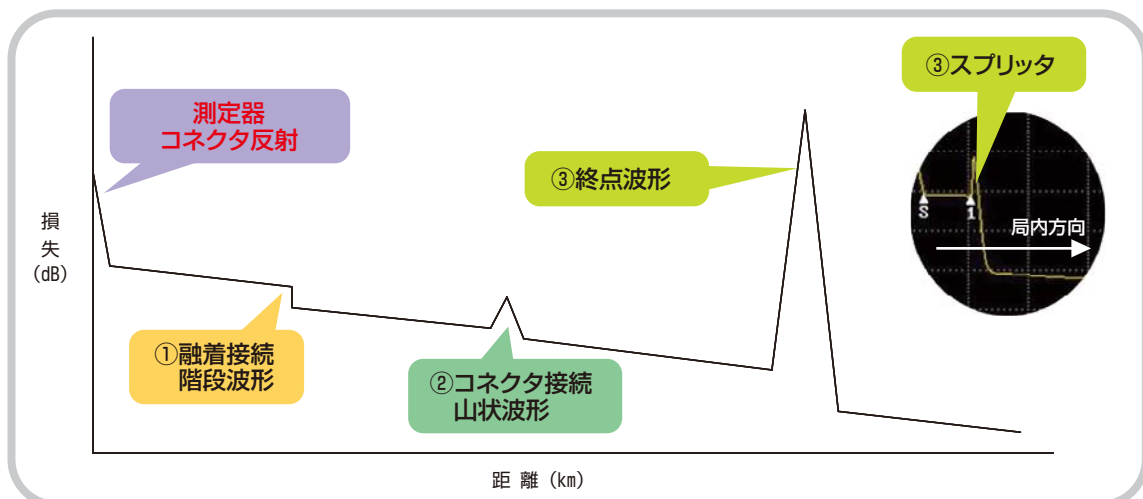 測定器
コネクタ反射
③スプリッタ
③終点波形
S
1
局内方向
損
失
(dB)
①融着接続
階段波形
②コネクタ接続
山状波形
距 離 (km)